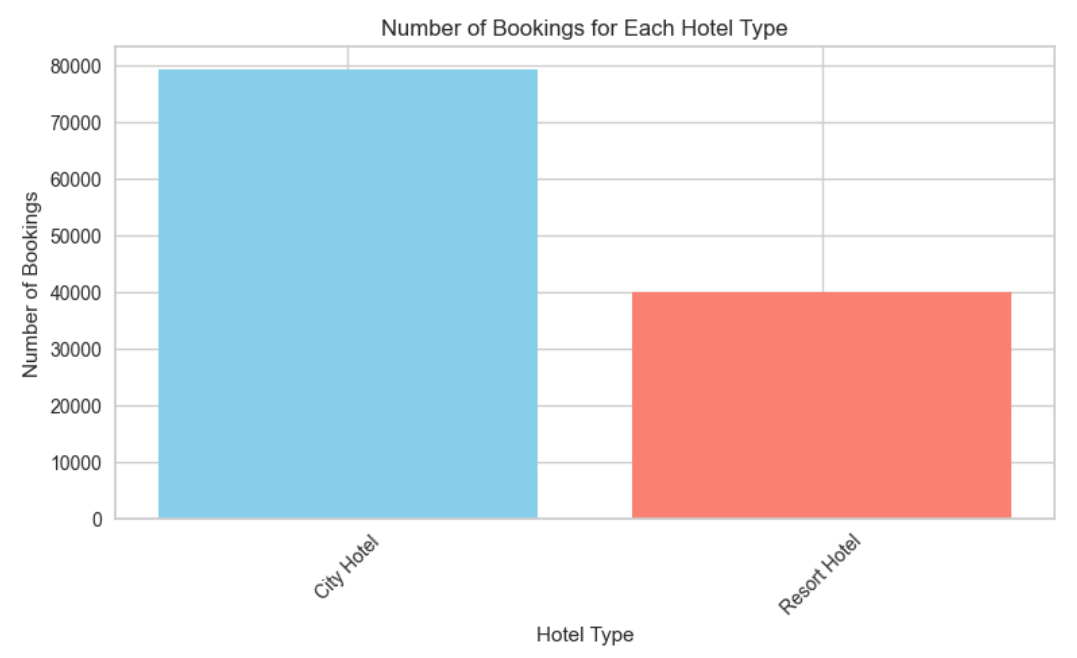 Number of Bookings for Each Hotel Type
Number of Bookings
80000
70000
60000
50000
40000
30000
20000
10000
0
City Hotel
Resort Hotel
Hotel Type